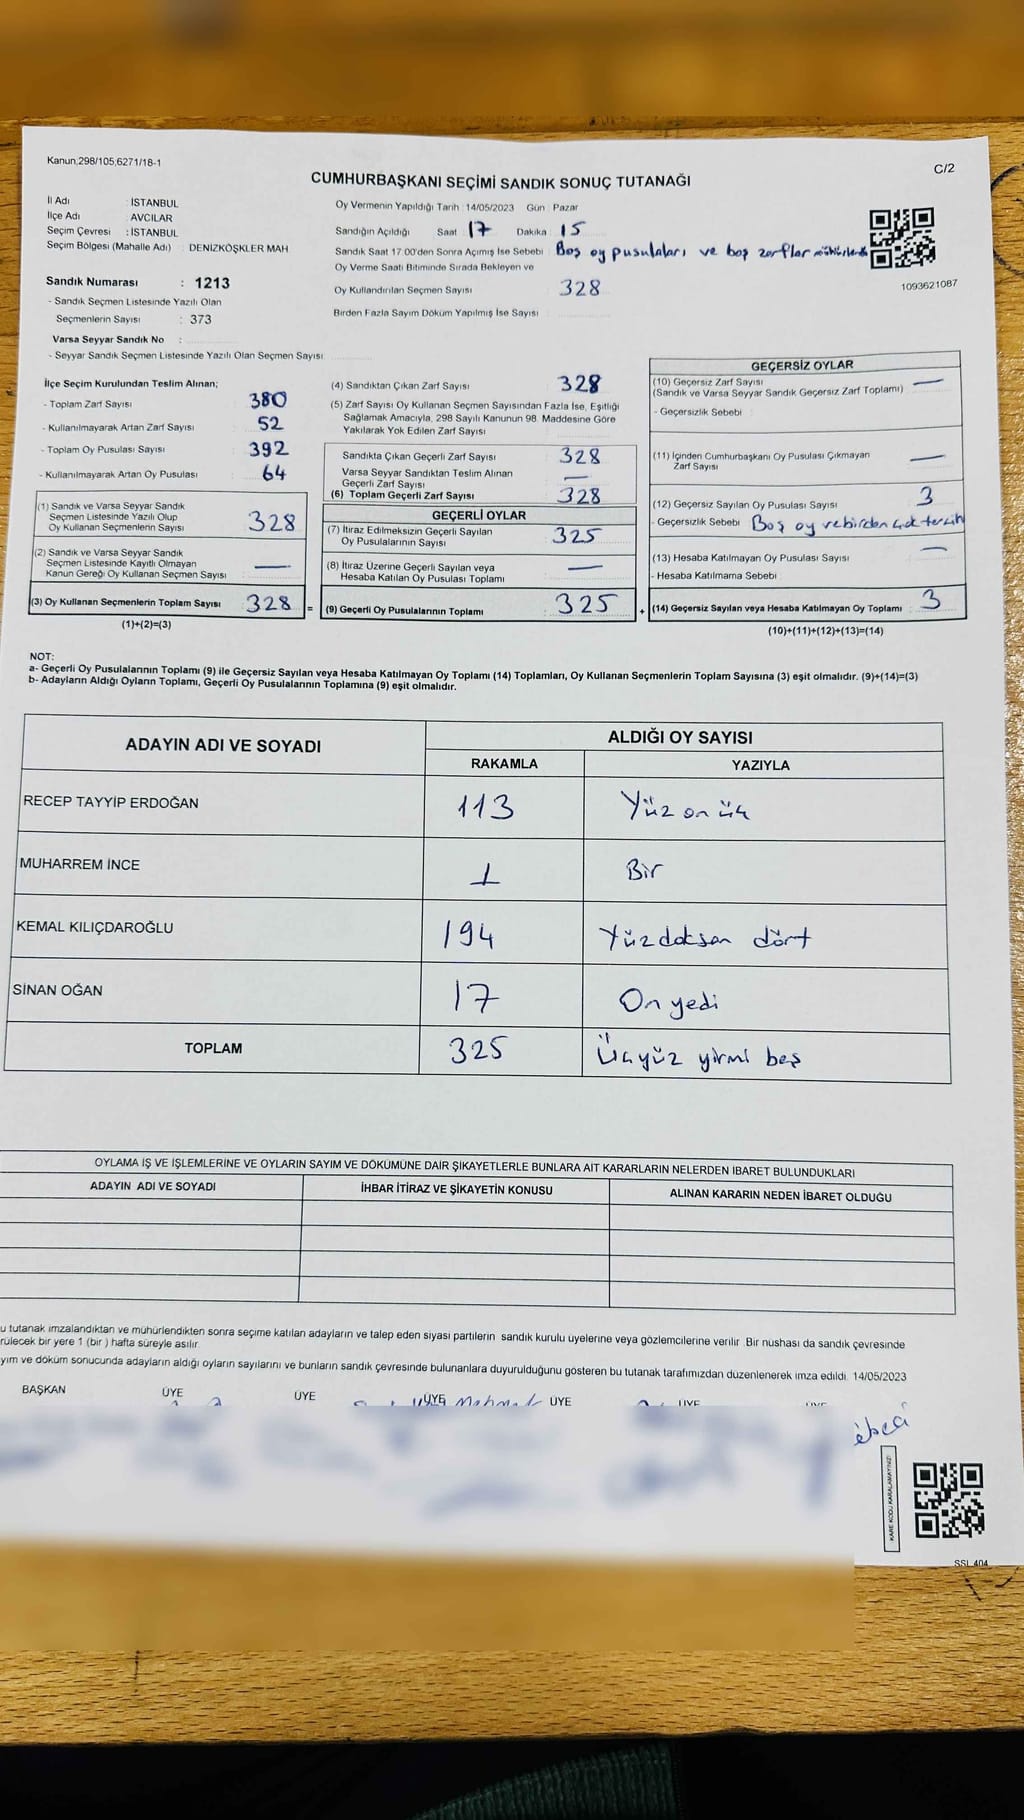 Kanun,298/105,6271/18-1
C/2
CUMHURBAŞKANI SEÇİMİ SANDIK SONUÇ TUTANAĞI
İl Adı : İSTANBUL
İlçe Adı : AVCILAR
Seçim Çevresi : İSTANBUL
Seçim Bölgesi (Mahalle Adı) : DENİZKÖŞKLER MAH
Sandık Numarası : 1213
- Sandık Seçmen Listesinde Yazılı Olan
Seçmenlerin Sayısı : 373
Varsa Seyyar Sandık No :
- Seyyar Sandık Seçmen Listesinde Yazılı Olan Seçmen Sayısı
Oy Vermenin Yapıldığı Tarih : 14/05/2023 Gün : Pazar
Sandığın Açıldığı Saat 17 Dakika 15
Sandık Saat 17.00'den Sonra Açımış İse Sebebi : Boş oy pusulaları ve boş zarflar
Oy Verme Saati Bitiminde Sırada Bekleyen ve
Oy Kullandırılan Seçmen Sayısı 328
Birden Fazla Sayım Döküm Yapılmış İse Sayısı
1093621087
İlçe Seçim Kurulundan Teslim Alınan;
- Toplam Zarf Sayısı : 380
- Kullanılmayarak Artan Zarf Sayısı : 52
- Toplam Oy Pusulası Sayısı : 392
- Kullanılmayarak Artan Oy Pusulası : 64
(1) Sandık ve Varsa Seyyar Sandık
Seçmen Listesinde Yazılı Olup
Oy Kullanan Seçmenlerin Sayısı 328
(2) Sandık ve Varsa Seyyar Sandık
Seçmen Listesinde Kayıtlı Olmayan
Kanun Gereği Oy Kullanan Seçmen Sayısı —
(3) Oy Kullanan Seçmenlerin Toplam Sayısı 328 =
(1)+(2)=(3)
(4) Sandıktan Çıkan Zarf Sayısı 328
(5) Zarf Sayısı Oy Kullanan Seçmen Sayısından Fazla İse, Eşitliği
Sağlamak Amacıyla, 298 Sayılı Kanunun 98. Maddesine Göre
Yakılarak Yok Edilen Zarf Sayısı
Sandıkta Çıkan Geçerli Zarf Sayısı 328
Varsa Seyyar Sandıktan Teslim Alınan
Geçerli Zarf Sayısı —
(6) Toplam Geçerli Zarf Sayısı 328
GEÇERLİ OYLAR
(7) İtiraz Edilmeksizin Geçerli Sayılan
Oy Pusulalarının Sayısı 325
(8) İtiraz Üzerine Geçerli Sayılan veya
Hesaba Katılan Oy Pusulası Toplamı —
(9) Geçerli Oy Pusulalarının Toplamı 325 +
GEÇERSİZ OYLAR
(10) Geçersiz Zarf Sayısı —
(Sandık ve Varsa Seyyar Sandık Geçersiz Zarf Toplamı)
- Geçersizlik Sebebi :
(11) İçinden Cumhurbaşkanı Oy Pusulası Çıkmayan
Zarf Sayısı —
(12) Geçersiz Sayılan Oy Pusulası Sayısı 3
- Geçersizlik Sebebi : Boş oy ve birden çok tercih
(13) Hesaba Katılmayan Oy Pusulası Sayısı —
- Hesaba Katılmama Sebebi :
(14) Geçersiz Sayılan veya Hesaba Katılmayan Oy Toplamı : 3
(10)+(11)+(12)+(13)=(14)
NOT:
a- Geçerli Oy Pusulalarının Toplamı (9) ile Geçersiz Sayılan veya Hesaba Katılmayan Oy Toplamı (14) Toplamları, Oy Kullanan Seçmenlerin Toplam Sayısına (3) eşit olmalıdır. (9)+(14)=(3)
b- Adayların Aldığı Oyların Toplamı, Geçerli Oy Pusulalarının Toplamına (9) eşit olmalıdır.
ADAYIN ADI VE SOYADI
ALDIĞI OY SAYISI
RAKAMLA YAZIYLA
RECEP TAYYİP ERDOĞAN 113 Yüz on üç
MUHARREM İNCE 1 Bir
KEMAL KILIÇDAROĞLU 194 Yüzdoksan dört
SİNAN OĞAN 17 On yedi
TOPLAM 325 Üçyüz yirmi beş
OYLAMA İŞ VE İŞLEMLERİNE VE OYLARIN SAYIM VE DÖKÜMÜNE DAİR ŞİKAYETLERLE BUNLARA AİT KARARLARIN NELERDEN İBARET BULUNDUKLARI
ADAYIN ADI VE SOYADI İHBAR İTİRAZ VE ŞİKAYETİN KONUSU ALINAN KARARIN NEDEN İBARET OLDUĞU
u tutanak imzalandıktan ve mühürlendikten sonra seçime katılan adayların ve talep eden siyasi partilerin sandık kurulu üyelerine veya gözlemcilerine verilir. Bir nüshası da sandık çevresinde
rülecek bir yere 1 (bir) hafta süreyle asılır.
yım ve döküm sonucunda adayların aldığı oyların sayılarını ve bunların sandık çevresinde bulunanlara duyurulduğunu gösteren bu tutanak tarafımızdan düzenlenerek imza edildi. 14/05/2023
BAŞKAN ÜYE ÜYE ÜYE ÜYE ÜYE
KARE KODU KARALAMAYINIZ!
SSL 404